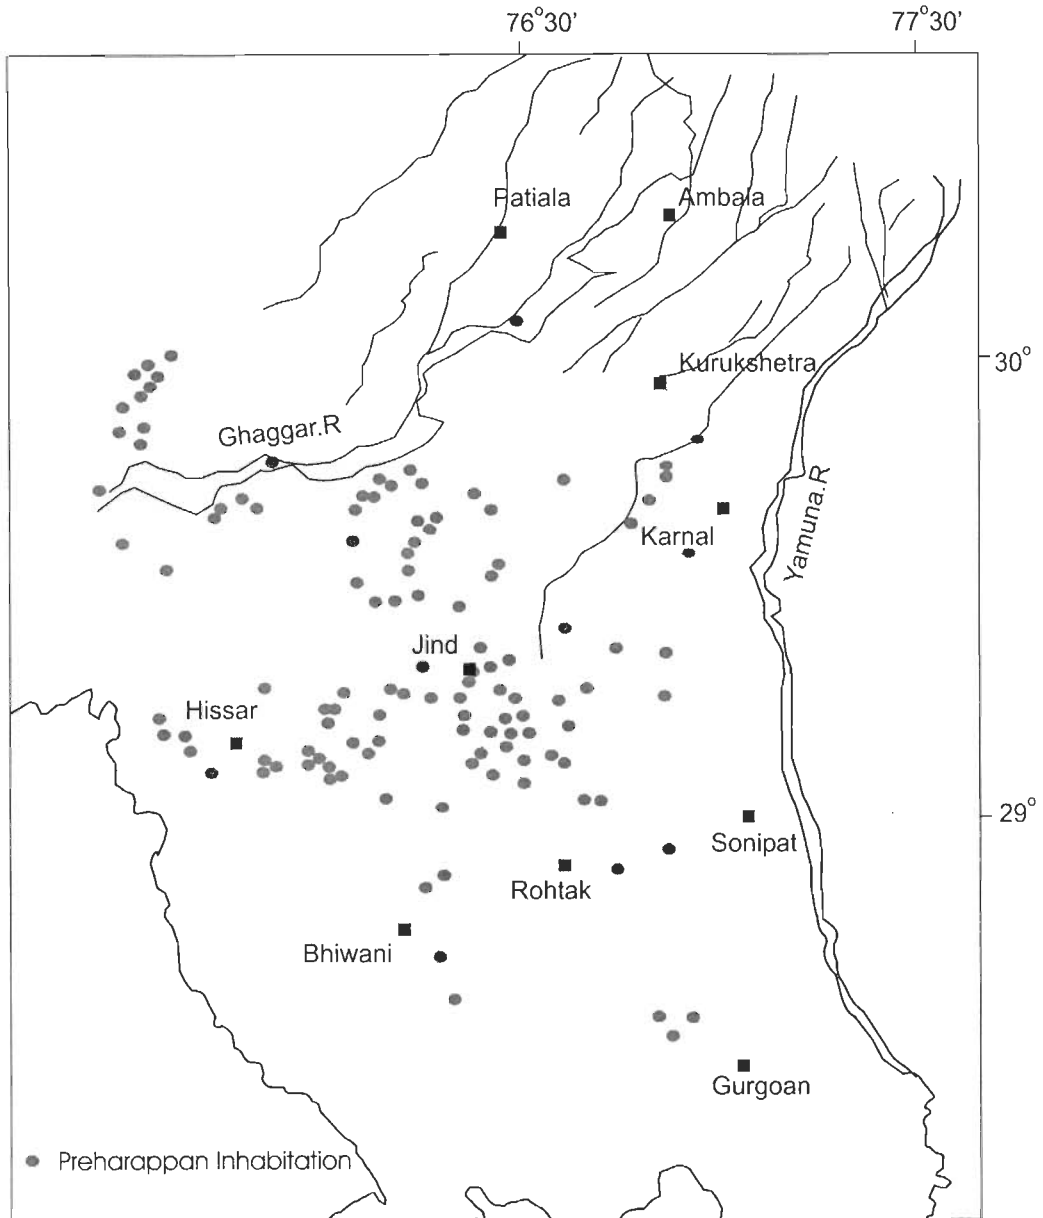 76°30'
77°30'
Patiala
Ambala
30°
Kurukshetra
Ghaggar.R
Yamuna.R
Karnal
Jind
Hissar
29°
Sonipat
Rohtak
Bhiwani
Gurgoan
Preharappan Inhabitation